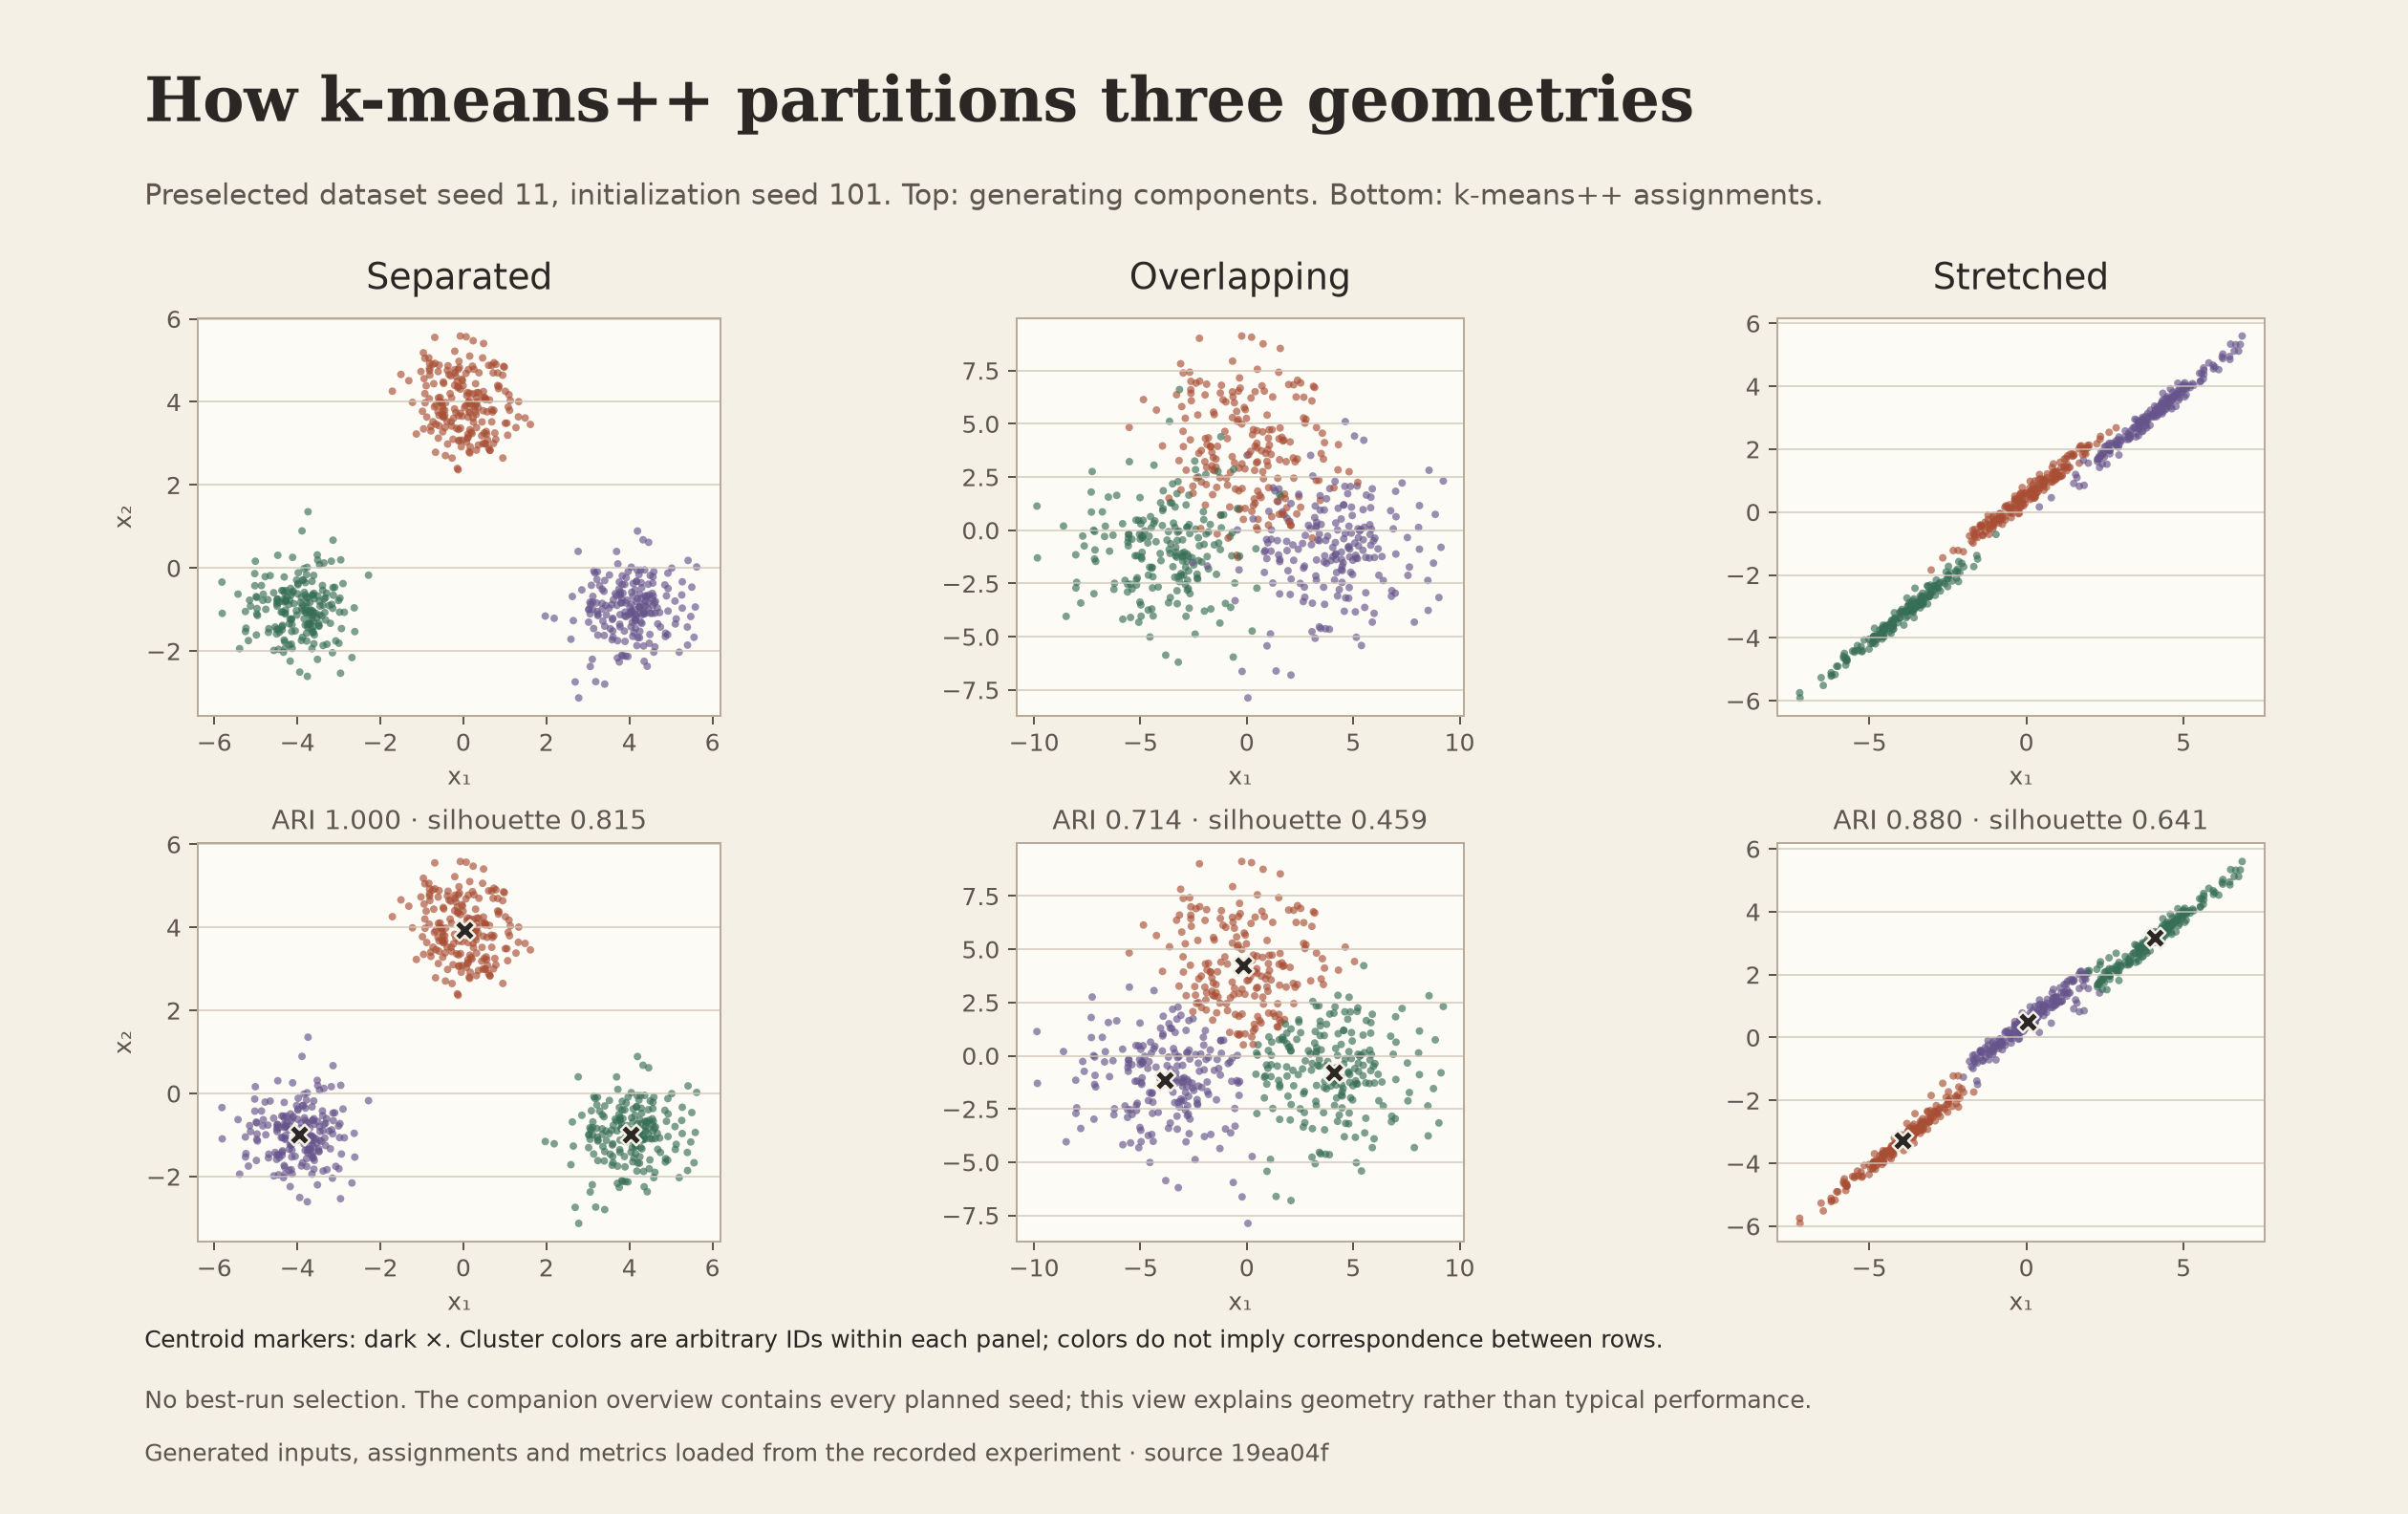 How k-means++ partitions three geometries
Preselected dataset seed 11, initialization seed 101. Top: generating components. Bottom: k-means++ assignments.
Separated
Overlapping
Stretched
6
4
2
0
−2
x₂
−6 −4 −2 0 2 4 6
x₁
7.5
5.0
2.5
0.0
−2.5
−5.0
−7.5
−10 −5 0 5 10
x₁
6
4
2
0
−2
−4
−6
−5 0 5
x₁
ARI 1.000 · silhouette 0.815
ARI 0.714 · silhouette 0.459
ARI 0.880 · silhouette 0.641
6
4
2
0
−2
x₂
−6 −4 −2 0 2 4 6
x₁
7.5
5.0
2.5
0.0
−2.5
−5.0
−7.5
−10 −5 0 5 10
x₁
6
4
2
0
−2
−4
−6
−5 0 5
x₁
Centroid markers: dark ×. Cluster colors are arbitrary IDs within each panel; colors do not imply correspondence between rows.
No best-run selection. The companion overview contains every planned seed; this view explains geometry rather than typical performance.
Generated inputs, assignments and metrics loaded from the recorded experiment · source 19ea04f